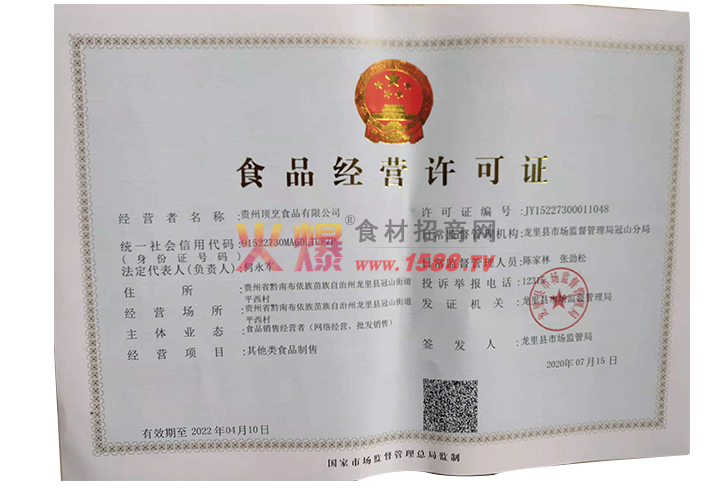 食品经营许可证
经营者名称：贵州顶烹食品有限公司
许可证编号：JY15227300011048
统一社会信用代码：
(身份证号码)
日常监督管理机构：龙里县市场监督管理局冠山分局
法定代表人(负责人)：何永军
日常监督管理人员：陈家林 张劲松
住所：贵州省黔南布依族苗族自治州龙里县冠山街道
平西村
投诉举报电话：12315
经营场所：贵州省黔南布依族苗族自治州龙里县冠山街道
平西村
发证机关：龙里县市场监督管理局
主体业态：食品销售经营者（网络经营，批发销售）
签发人：龙里县市场监管局
经营项目：其他类食品制售
2020年07月15日
有效期至 2022年04月10日
国家市场监督管理总局监制
火爆®食材招商网
www.1588.TV